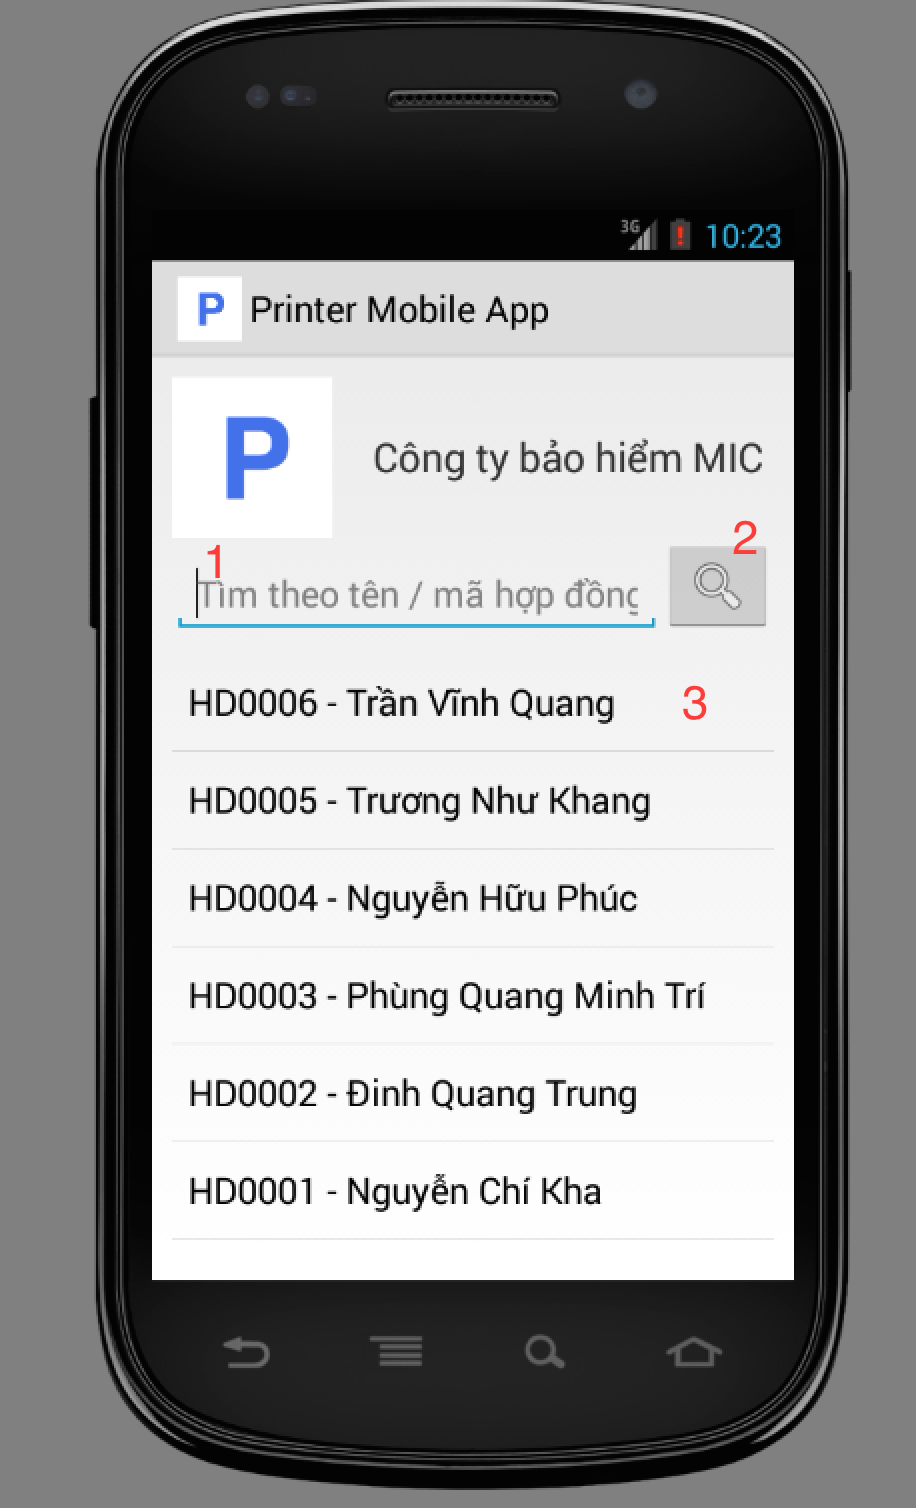 3G 10:23
P Printer Mobile App
P
Công ty bảo hiểm MIC
1 2
Tìm theo tên / mã hợp đồng
HD0006 - Trần Vĩnh Quang 3
HD0005 - Trương Như Khang
HD0004 - Nguyễn Hữu Phúc
HD0003 - Phùng Quang Minh Trí
HD0002 - Đinh Quang Trung
HD0001 - Nguyễn Chí Kha